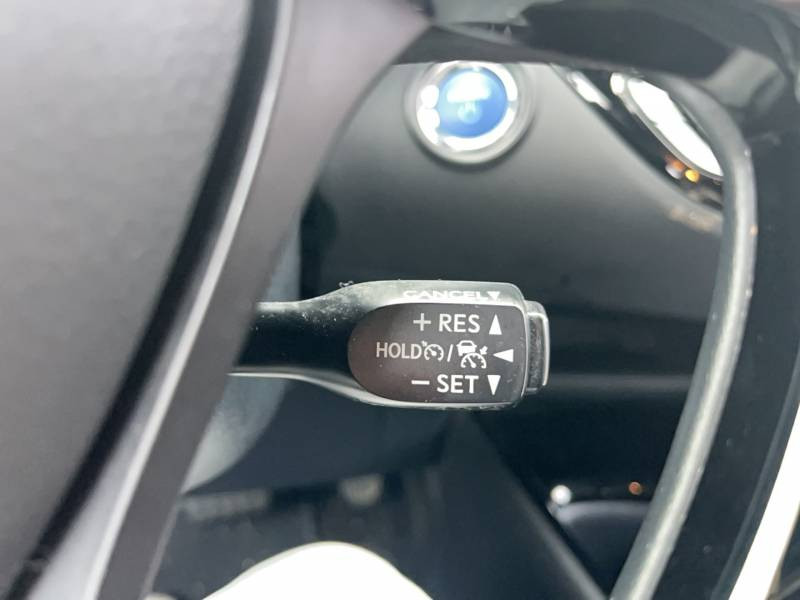 CANCEL▼
+ RES ▲
HOLD / ◄
− SET ▼